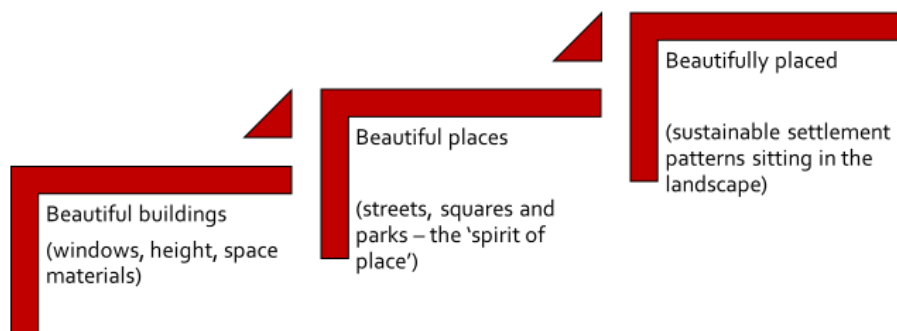 Beautiful buildings
(windows, height, space
materials)
Beautiful places
(streets, squares and
parks – the ‘spirit of
place’)
Beautifully placed
(sustainable settlement
patterns sitting in the
landscape)